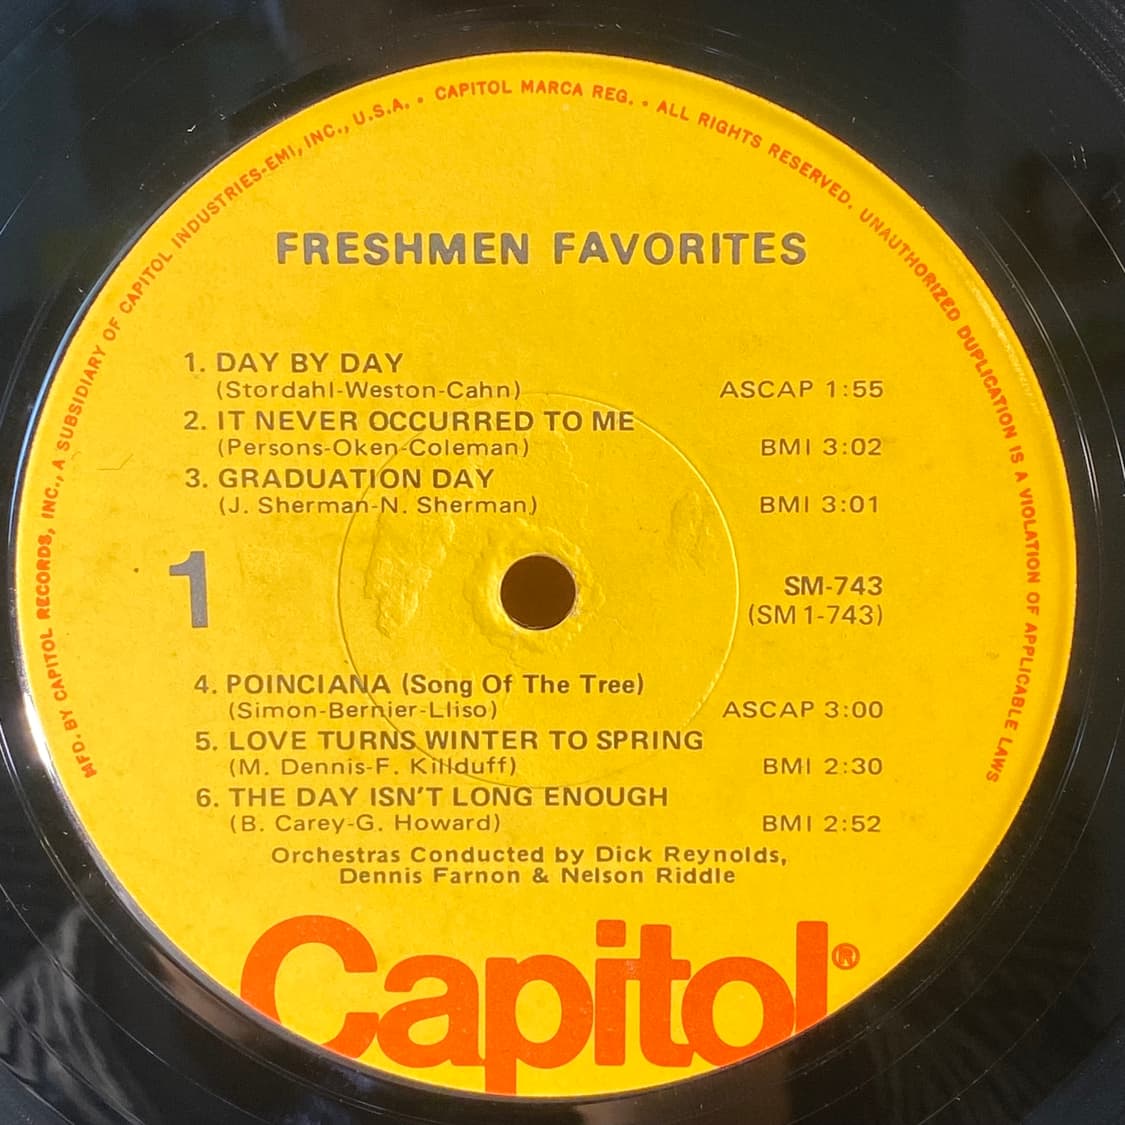 MFD. BY CAPITOL RECORDS, INC., A SUBSIDIARY OF CAPITOL INDUSTRIES-EMI, INC., U.S.A. • CAPITOL MARCA REG. • ALL RIGHTS RESERVED. UNAUTHORIZED DUPLICATION IS A VIOLATION OF APPLICABLE LAWS
FRESHMEN FAVORITES
1. DAY BY DAY
(Stordahl-Weston-Cahn) ASCAP 1:55
2. IT NEVER OCCURRED TO ME
(Persons-Oken-Coleman) BMI 3:02
3. GRADUATION DAY
(J. Sherman-N. Sherman) BMI 3:01
1
SM-743
(SM1-743)
4. POINCIANA (Song Of The Tree)
(Simon-Bernier-Lliso) ASCAP 3:00
5. LOVE TURNS WINTER TO SPRING
(M. Dennis-F. Killduff) BMI 2:30
6. THE DAY ISN'T LONG ENOUGH
(B. Carey-G. Howard) BMI 2:52
Orchestras Conducted by Dick Reynolds,
Dennis Farnon & Nelson Riddle
Capitol®